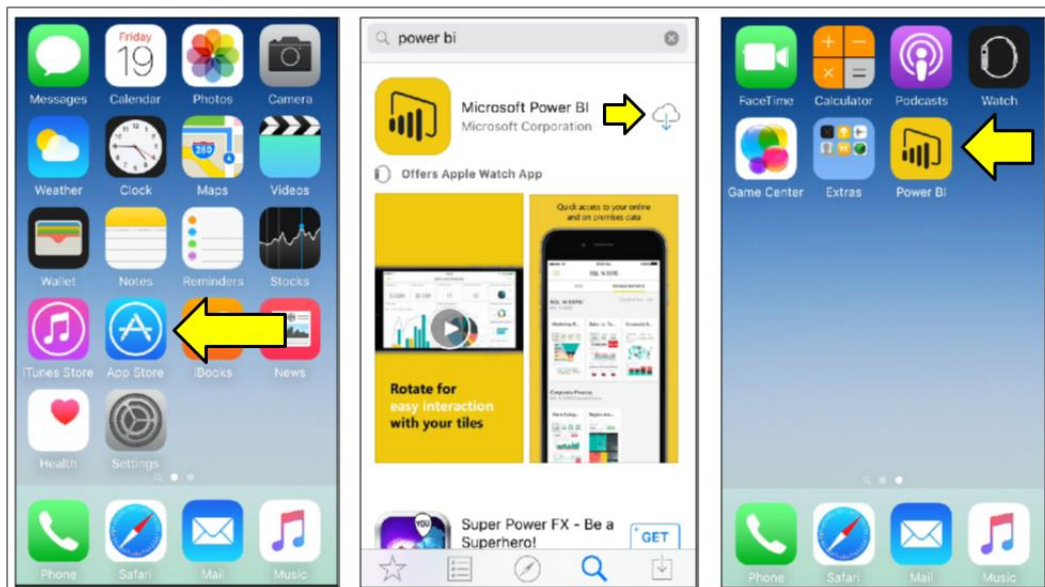 Friday
19
Messages Calendar Photos Camera
280
Weather Clock Maps Videos
Wallet Notes Reminders Stocks
iTunes Store App Store iBooks News
Health Settings
Phone Safari Mail Music
power bi
Microsoft Power BI
Microsoft Corporation
Offers Apple Watch App
Rotate for
easy interaction
with your tiles
Quick access to your online
and on premises data
YOU
Super Power FX - Be a
Superhero!
GET
FaceTime Calculator Podcasts Watch
Game Center Extras Power BI
Phone Safari Mail Music